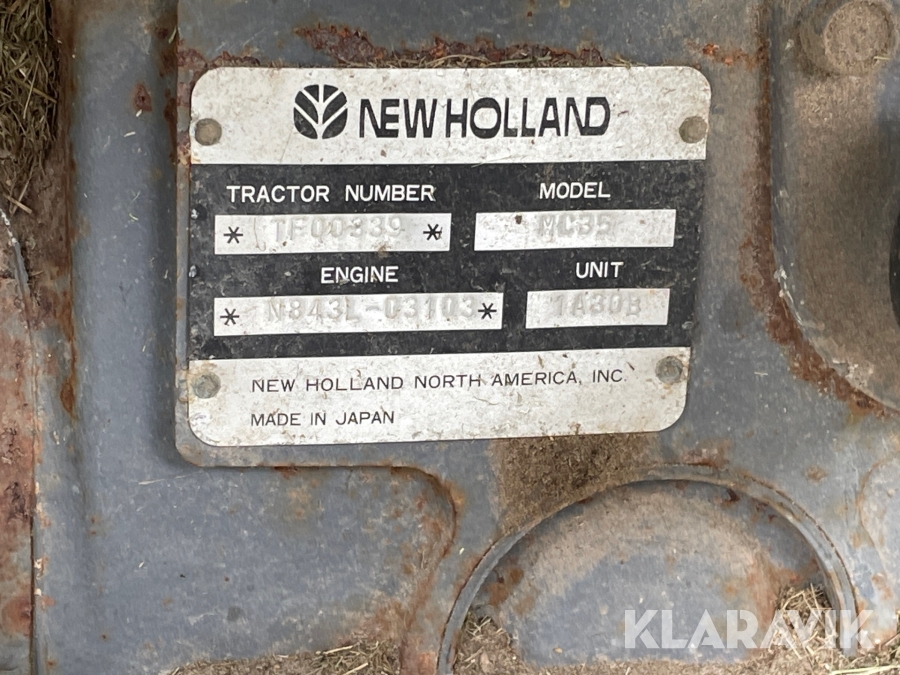 NEW HOLLAND
TRACTOR NUMBER MODEL
* TF00339 * MC35
ENGINE UNIT
* N843L-03103 * 1A30B
NEW HOLLAND NORTH AMERICA, INC.
MADE IN JAPAN
KLARAVIK